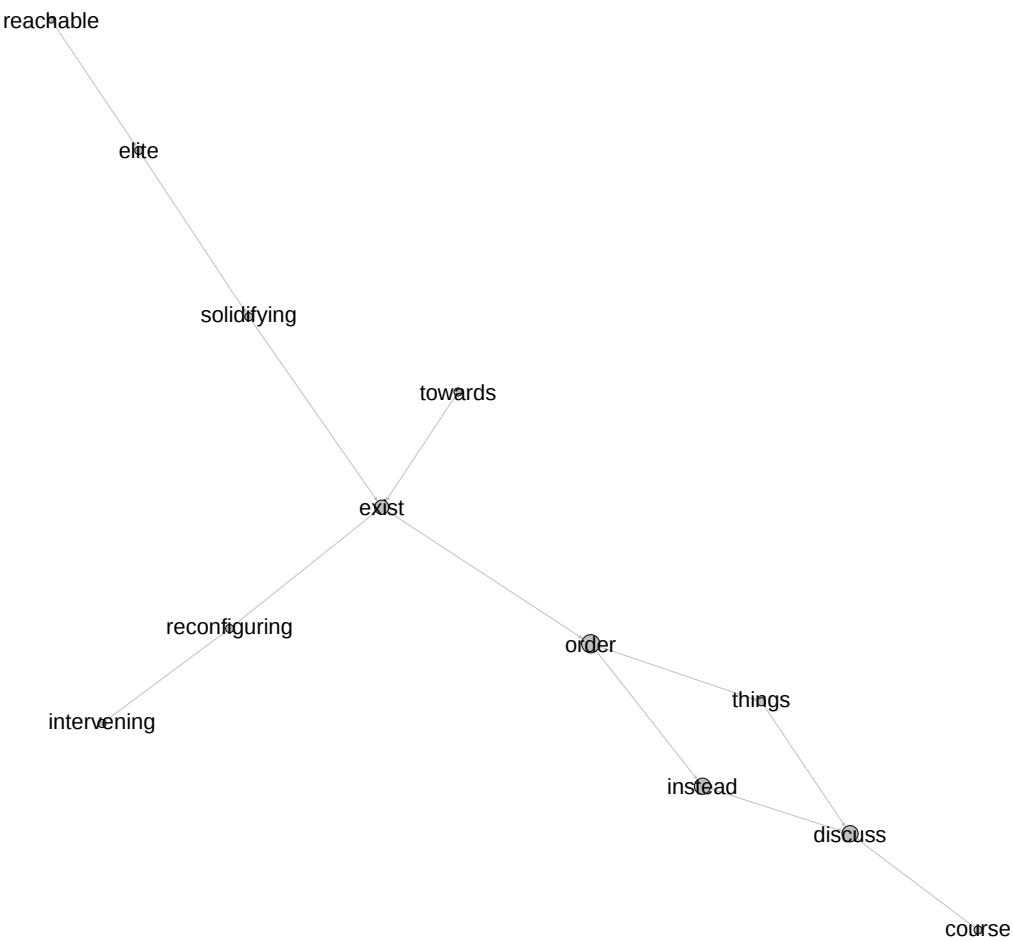 reachable
elite
solidifying
towards
exist
reconfiguring
order
things
intervening
instead
discuss
course